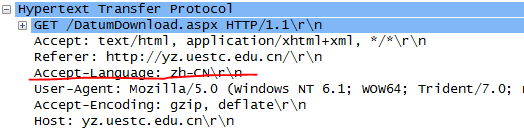 Hypertext Transfer Protocol
GET /DatumDownload.aspx HTTP/1.1\r\n
Accept: text/html, application/xhtml+xml, */*\r\n
Referer: http://yz.uestc.edu.cn/\r\n
Accept-Language: zh-CN\r\n
User-Agent: Mozilla/5.0 (Windows NT 6.1; WOW64; Trident/7.0; r
Accept-Encoding: gzip, deflate\r\n
Host: yz.uestc.edu.cn\r\n